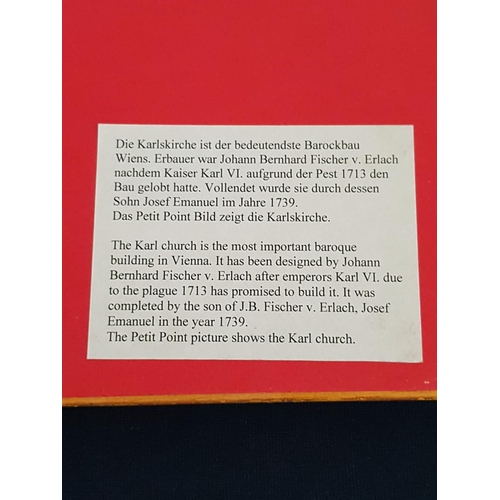 Die Karlskirche ist der bedeutendste Barockbau
Wiens. Erbauer war Johann Bernhard Fischer v. Erlach
nachdem Kaiser Karl VI. aufgrund der Pest 1713 den
Bau gelobt hatte. Vollendet wurde sie durch dessen
Sohn Josef Emanuel im Jahre 1739.
Das Petit Point Bild zeigt die Karlskirche.
The Karl church is the most important baroque
building in Vienna. It has been designed by Johann
Bernhard Fischer v. Erlach after emperors Karl VI. due
to the plague 1713 has promised to build it. It was
completed by the son of J.B. Fischer v. Erlach, Josef
Emanuel in the year 1739.
The Petit Point picture shows the Karl church.